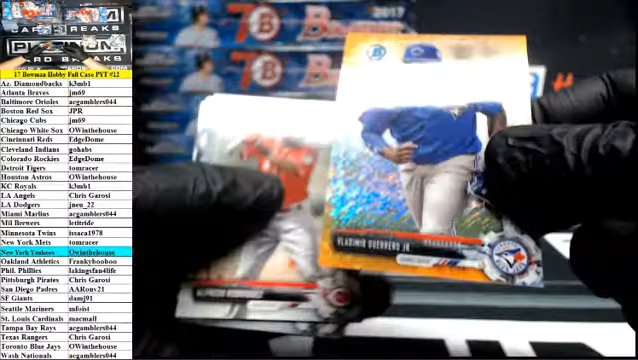 CARD BREAKS
PLATINUM
CARD BREAKS
17 Bowman Hobby Full Case PYT #12
Az. Diamondbacks k3mb1
Atlanta Braves jm69
Baltimore Orioles acgamblers044
Boston Red Sox JPR
Chicago Cubs jm69
Chicago White Sox OWinthehouse
Cincinnati Reds EdgeDome
Cleveland Indians gohabs
Colorado Rockies EdgeDome
Detroit Tigers tomracer
Houston Astros OWinthehouse
KC Royals k3mb1
LA Angels Chris Garosi
LA Dodgers jneu_22
Miami Marlins acgamblers044
Mil Brewers letitride
Minnesota Twins issaca1978
New York Mets tomracer
New York Yankees Owinthehouse
Oakland Athletics Frankybooboo
Phil. Phillies lakingsfan4life
Pittsburgh Pirates Chris Garosi
San Diego Padres AARon21
SF Giants damj91
Seattle Mariners mfoist
St. Louis Cardinals macmail
Tampa Bay Rays acgamblers044
Texas Rangers Chris Garosi
Toronto Blue Jays OWinthehouse
Wash Nationals acgamblers044
2017
Bowman
VLADIMIR GUERRERO JR.